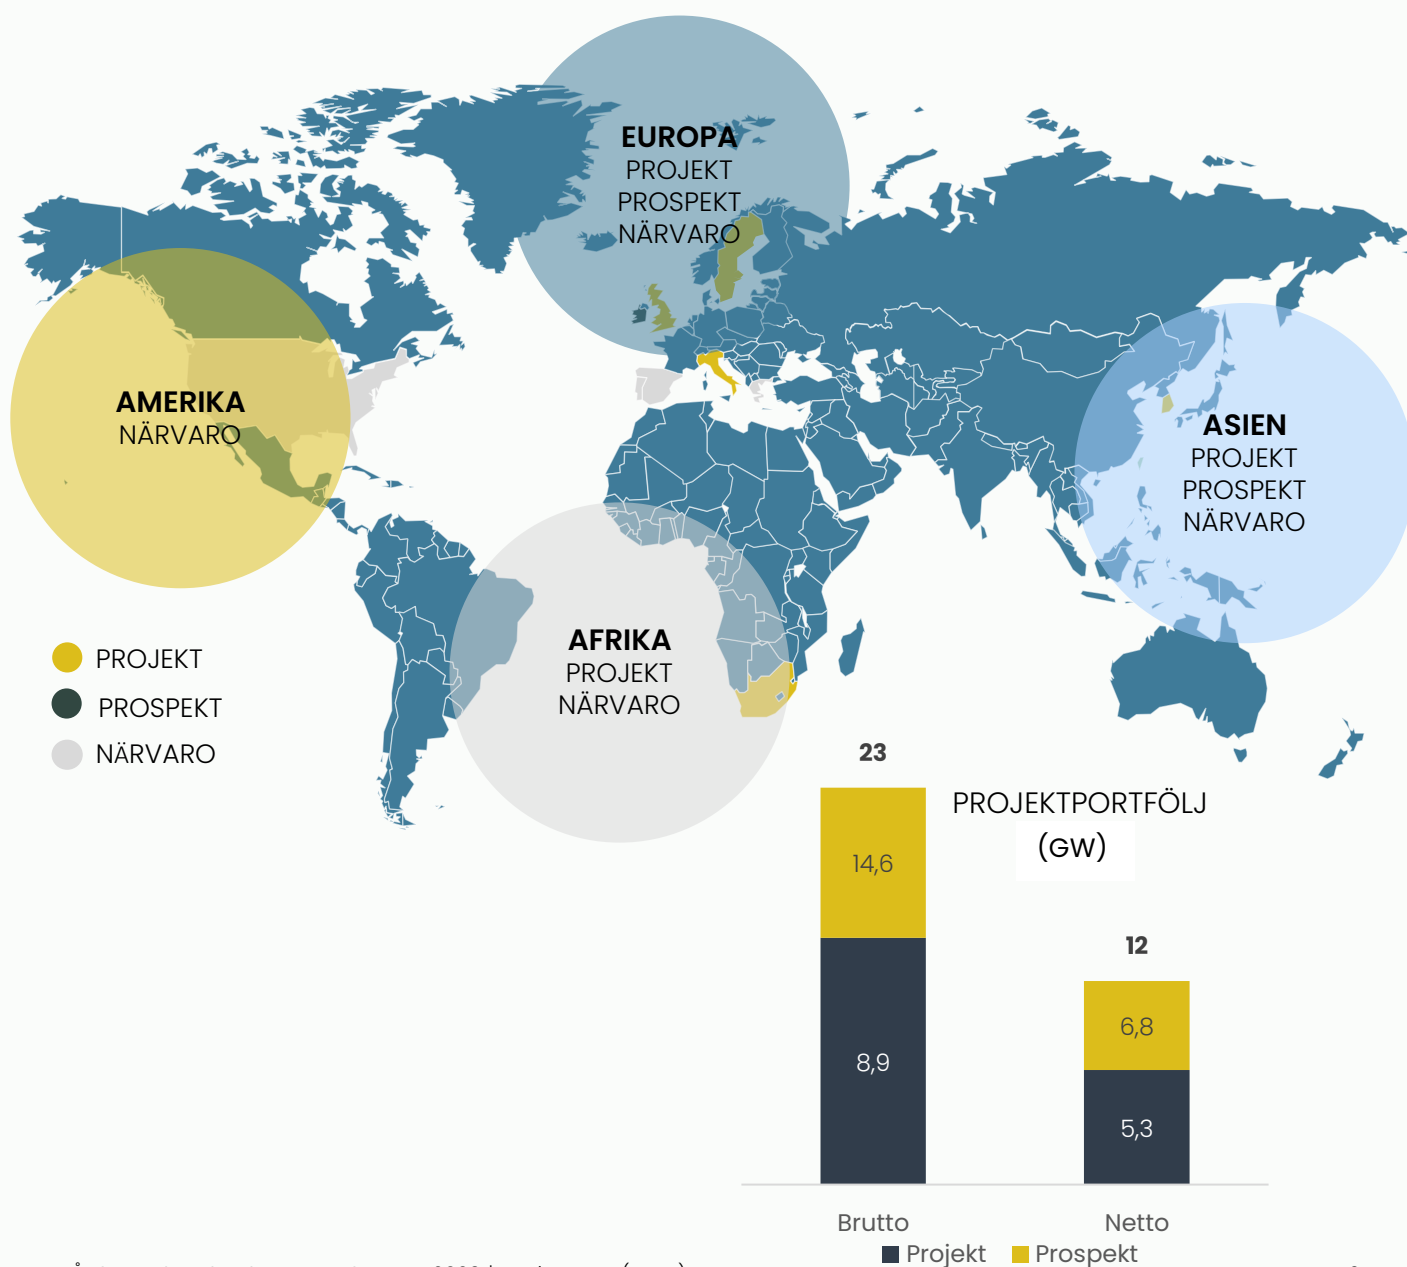 EUROPA
PROJEKT
PROSPEKT
NÄRVARO
AMERIKA
NÄRVARO
ASIEN
PROJEKT
PROSPEKT
NÄRVARO
AFRIKA
PROJEKT
NÄRVARO
PROJEKT
PROSPEKT
NÄRVARO
PROJEKTPORTFÖLJ
(GW)
23
14,6
8,9
12
6,8
5,3
Brutto
Netto
Projekt
Prospekt